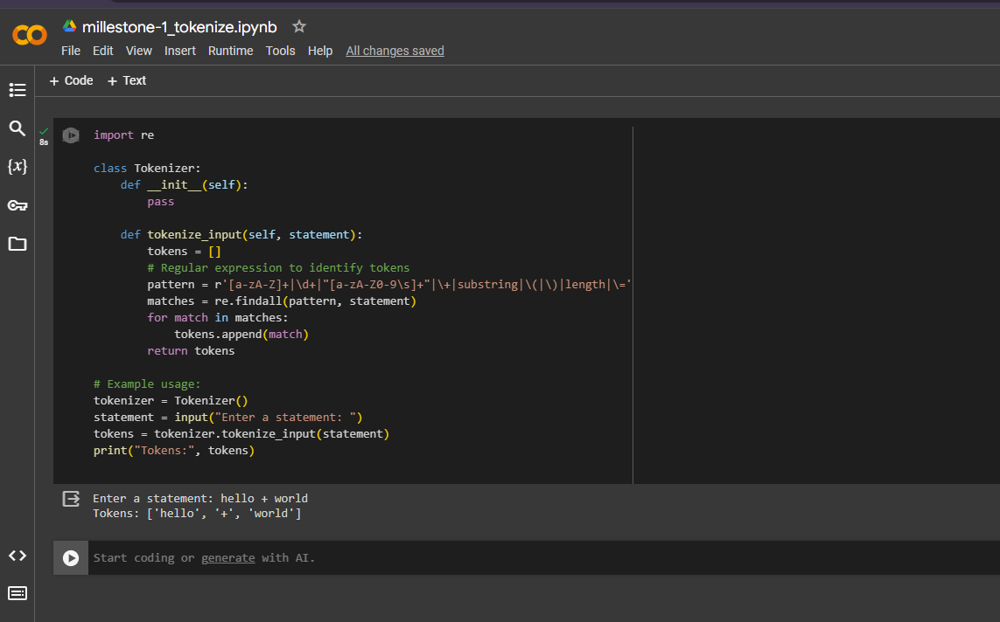 millestone-1_tokenize.ipynb
File Edit View Insert Runtime Tools Help All changes saved
+ Code + Text
8s
import re
class Tokenizer:
    def __init__(self):
        pass
    def tokenize_input(self, statement):
        tokens = []
        # Regular expression to identify tokens
        pattern = r'[a-zA-Z]+|\d+|"[a-zA-Z0-9\s]+"|\+|substring|\(|\)|length|\='
        matches = re.findall(pattern, statement)
        for match in matches:
            tokens.append(match)
        return tokens
# Example usage:
tokenizer = Tokenizer()
statement = input("Enter a statement: ")
tokens = tokenizer.tokenize_input(statement)
print("Tokens:", tokens)
Enter a statement: hello + world
Tokens: ['hello', '+', 'world']
Start coding or generate with AI.